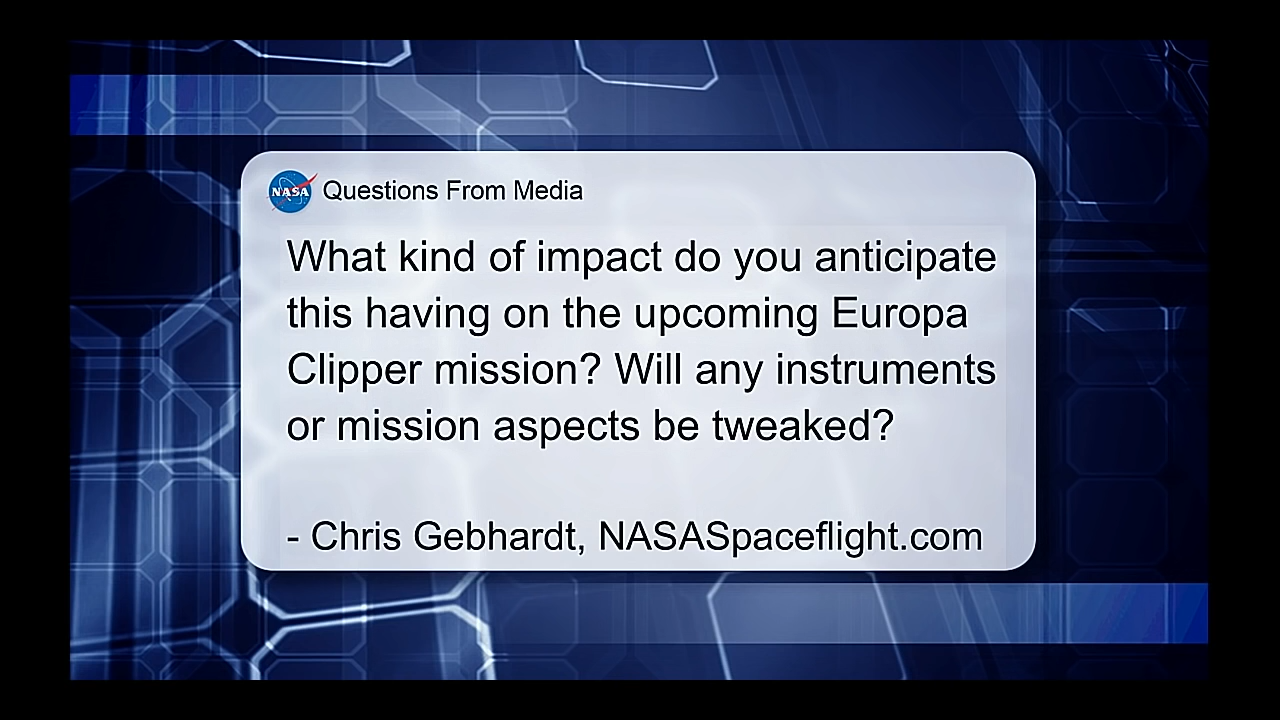 NASA Questions From Media
What kind of impact do you anticipate
this having on the upcoming Europa
Clipper mission? Will any instruments
or mission aspects be tweaked?
- Chris Gebhardt, NASASpaceflight.com